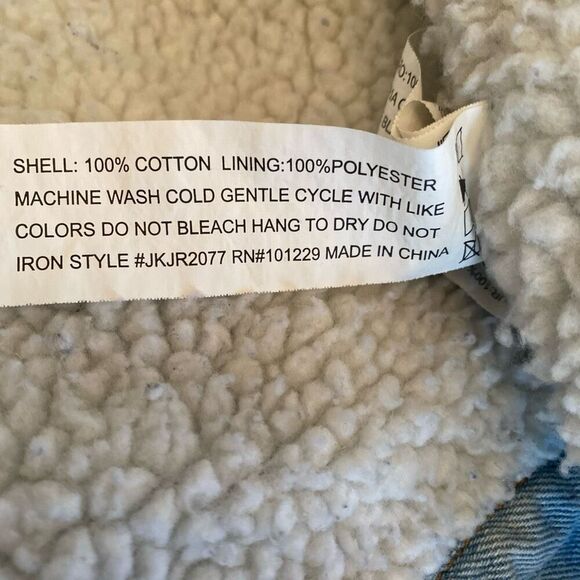 SHELL: 100% COTTON LINING:100%POLYESTER
MACHINE WASH COLD GENTLE CYCLE WITH LIKE
COLORS DO NOT BLEACH HANG TO DRY DO NOT
IRON STYLE #JKJR2077 RN#101229 MADE IN CHINA